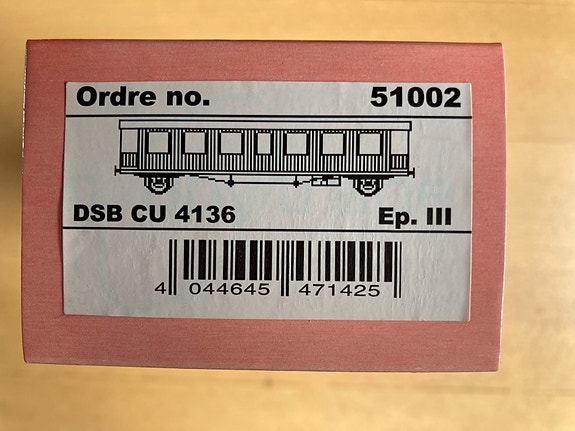 Ordre no. 51002
DSB CU 4136 Ep. III
4 044645 471425